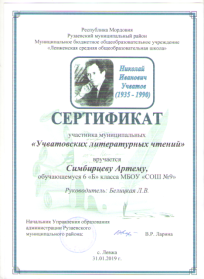 Республика Мордовия
Рузаевский муниципальный район
Муниципальное бюджетное общеобразовательное учреждение
«Левженская средняя общеобразовательная школа»
Николай
Иванович
Учватов
(1935 - 1990)
СЕРТИФИКАТ
участника муниципальных
«Учватовских литературных чтений»
вручается
Симбирцеву Артему,
обучающемуся 6 «Б» класса МБОУ «СОШ №9»
Руководитель: Белицкая Л.В.
Начальник Управления образования
администрации Рузаевского
муниципального района:
В.Р. Ларина
с. Левжа
31.01.2019 г.